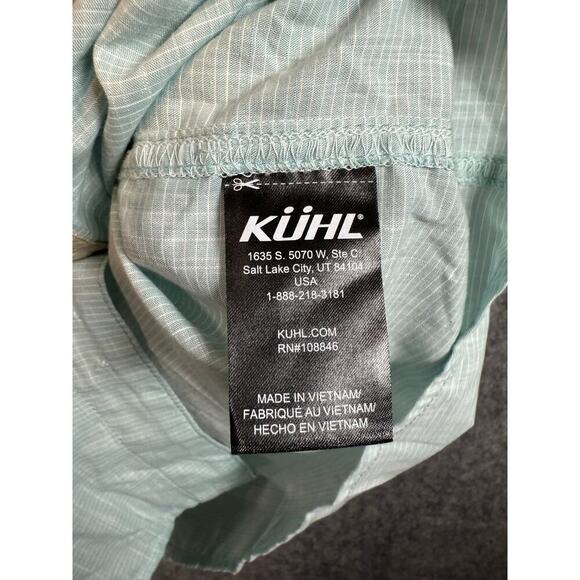 KÜHL
1635 S. 5070 W, Ste C
Salt Lake City, UT 84104
USA
1-888-218-3181
KUHL.COM
RN#108846
MADE IN VIETNAM/
FABRIQUÉ AU VIETNAM/
HECHO EN VIETNAM